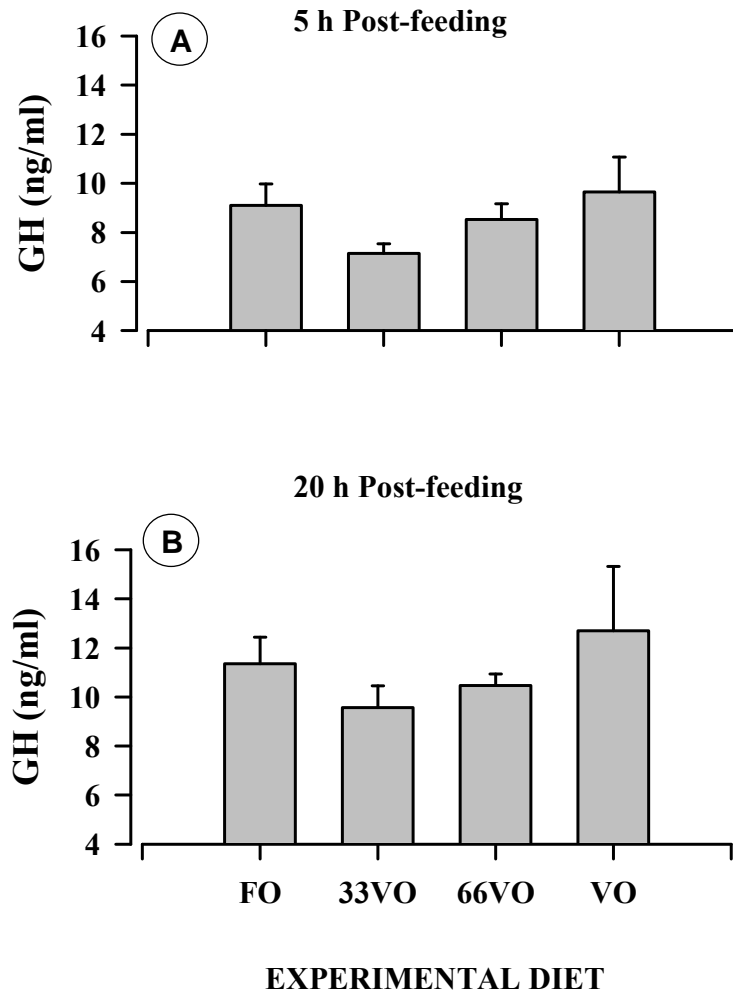 5 h Post-feeding
A
16
14
12
10
8
6
4
GH (ng/ml)
20 h Post-feeding
B
16
14
12
10
8
6
4
GH (ng/ml)
FO 33VO 66VO VO
EXPERIMENTAL DIET